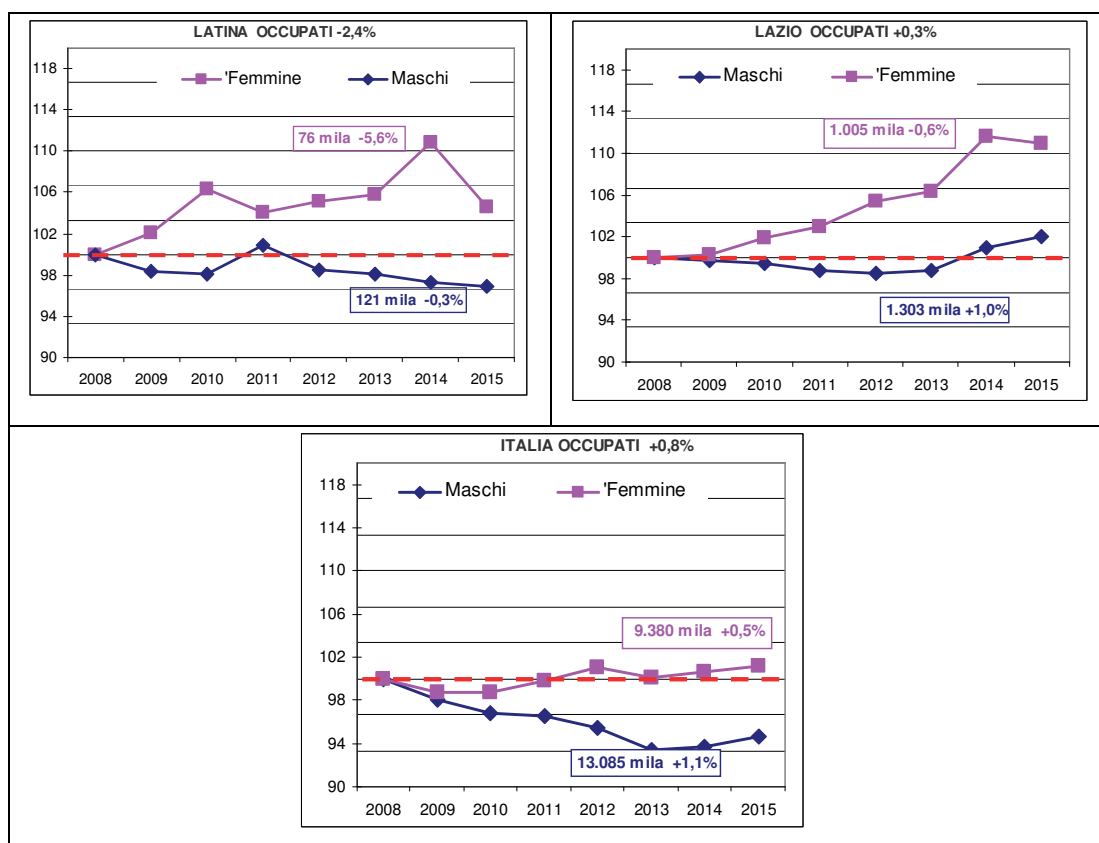 LATINA OCCUPATI -2,4%
118
114
110
106
102
98
94
90
'Femmine
Maschi
76 mila -5,6%
121 mila -0,3%
2008 2009 2010 2011 2012 2013 2014 2015
LAZIO OCCUPATI +0,3%
118
114
110
106
102
98
94
90
Maschi
'Femmine
1.005 mila -0,6%
1.303 mila +1,0%
2008 2009 2010 2011 2012 2013 2014 2015
ITALIA OCCUPATI +0,8%
118
114
110
106
102
98
94
90
Maschi
'Femmine
9.380 mila +0,5%
13.085 mila +1,1%
2008 2009 2010 2011 2012 2013 2014 2015